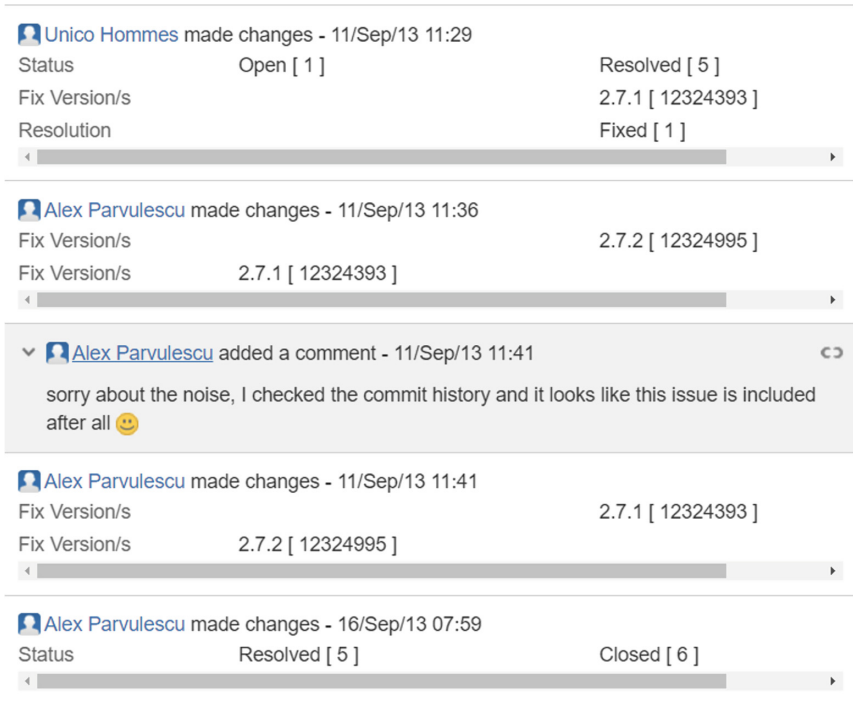 Unico Hommes made changes - 11/Sep/13 11:29
Status Open [ 1 ] Resolved [ 5 ]
Fix Version/s 2.7.1 [ 12324393 ]
Resolution Fixed [ 1 ]
Alex Parvulescu made changes - 11/Sep/13 11:36
Fix Version/s 2.7.2 [ 12324995 ]
Fix Version/s 2.7.1 [ 12324393 ]
Alex Parvulescu added a comment - 11/Sep/13 11:41
sorry about the noise, I checked the commit history and it looks like this issue is included
after all
Alex Parvulescu made changes - 11/Sep/13 11:41
Fix Version/s 2.7.1 [ 12324393 ]
Fix Version/s 2.7.2 [ 12324995 ]
Alex Parvulescu made changes - 16/Sep/13 07:59
Status Resolved [ 5 ] Closed [ 6 ]